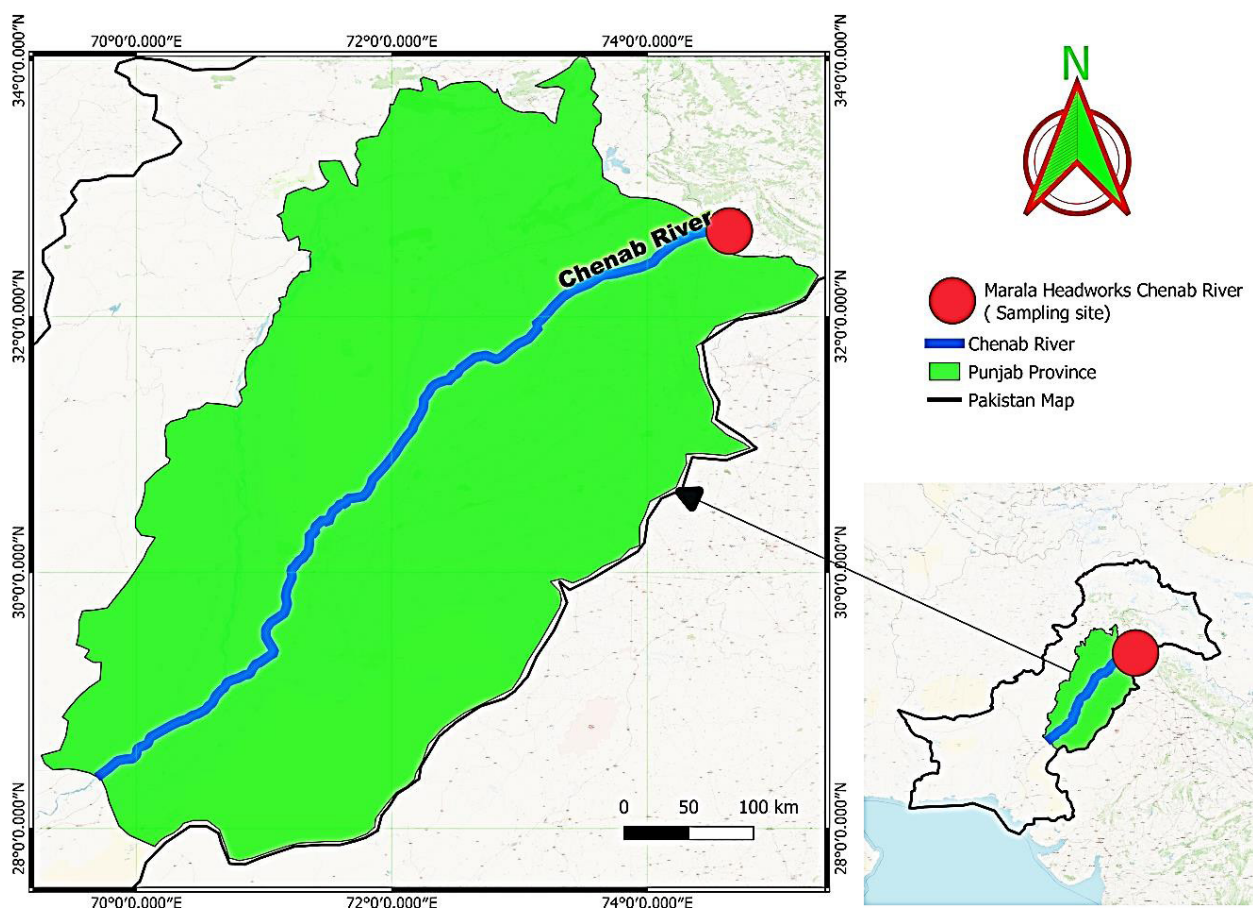 70°0'0.000"E
72°0'0.000"E
74°0'0.000"E
34°0'0.000"N
34°0'0.000"N
32°0'0.000"N
32°0'0.000"N
30°0'0.000"N
30°0'0.000"N
28°0'0.000"N
28°0'0.000"N
Chenab River
0 50 100 km
70°0'0.000"E
72°0'0.000"E
74°0'0.000"E
N
Marala Headworks Chenab River
( Sampling site)
Chenab River
Punjab Province
Pakistan Map